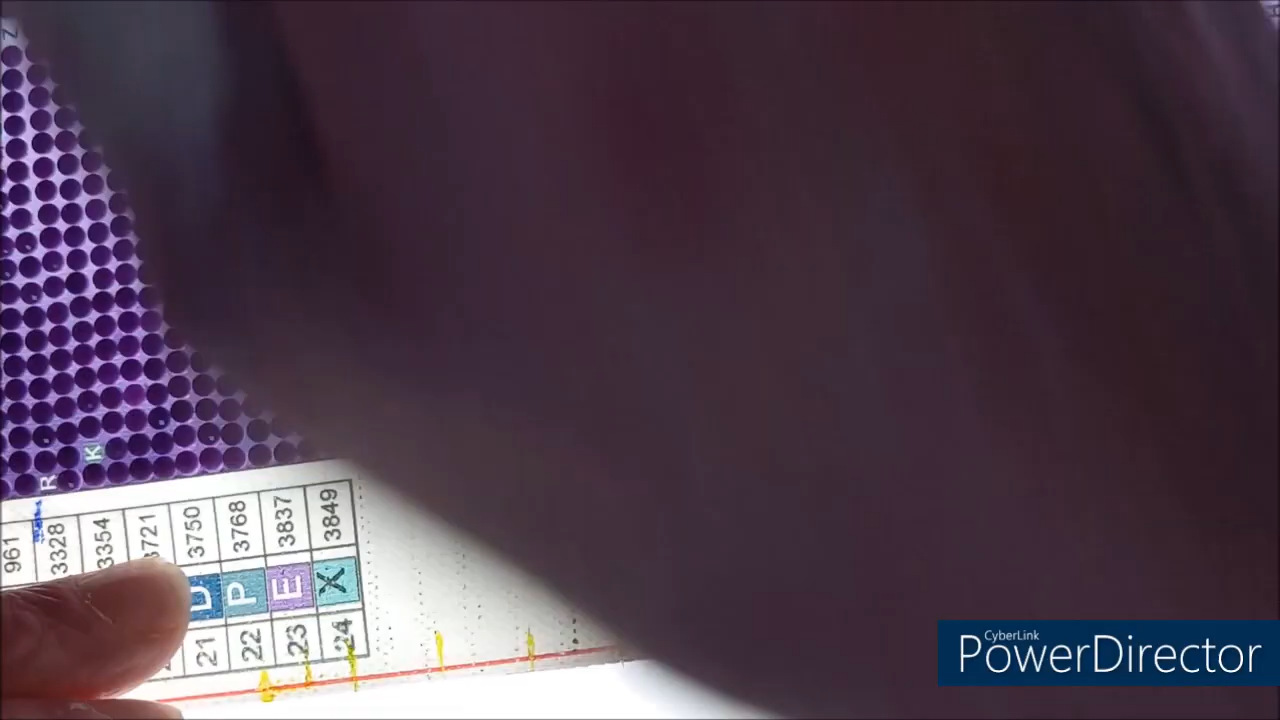 Z
K
R
961 3328 3354 3721 3750 3768 3837 3849
D P E X
21 22 23 24
CyberLink
PowerDirector